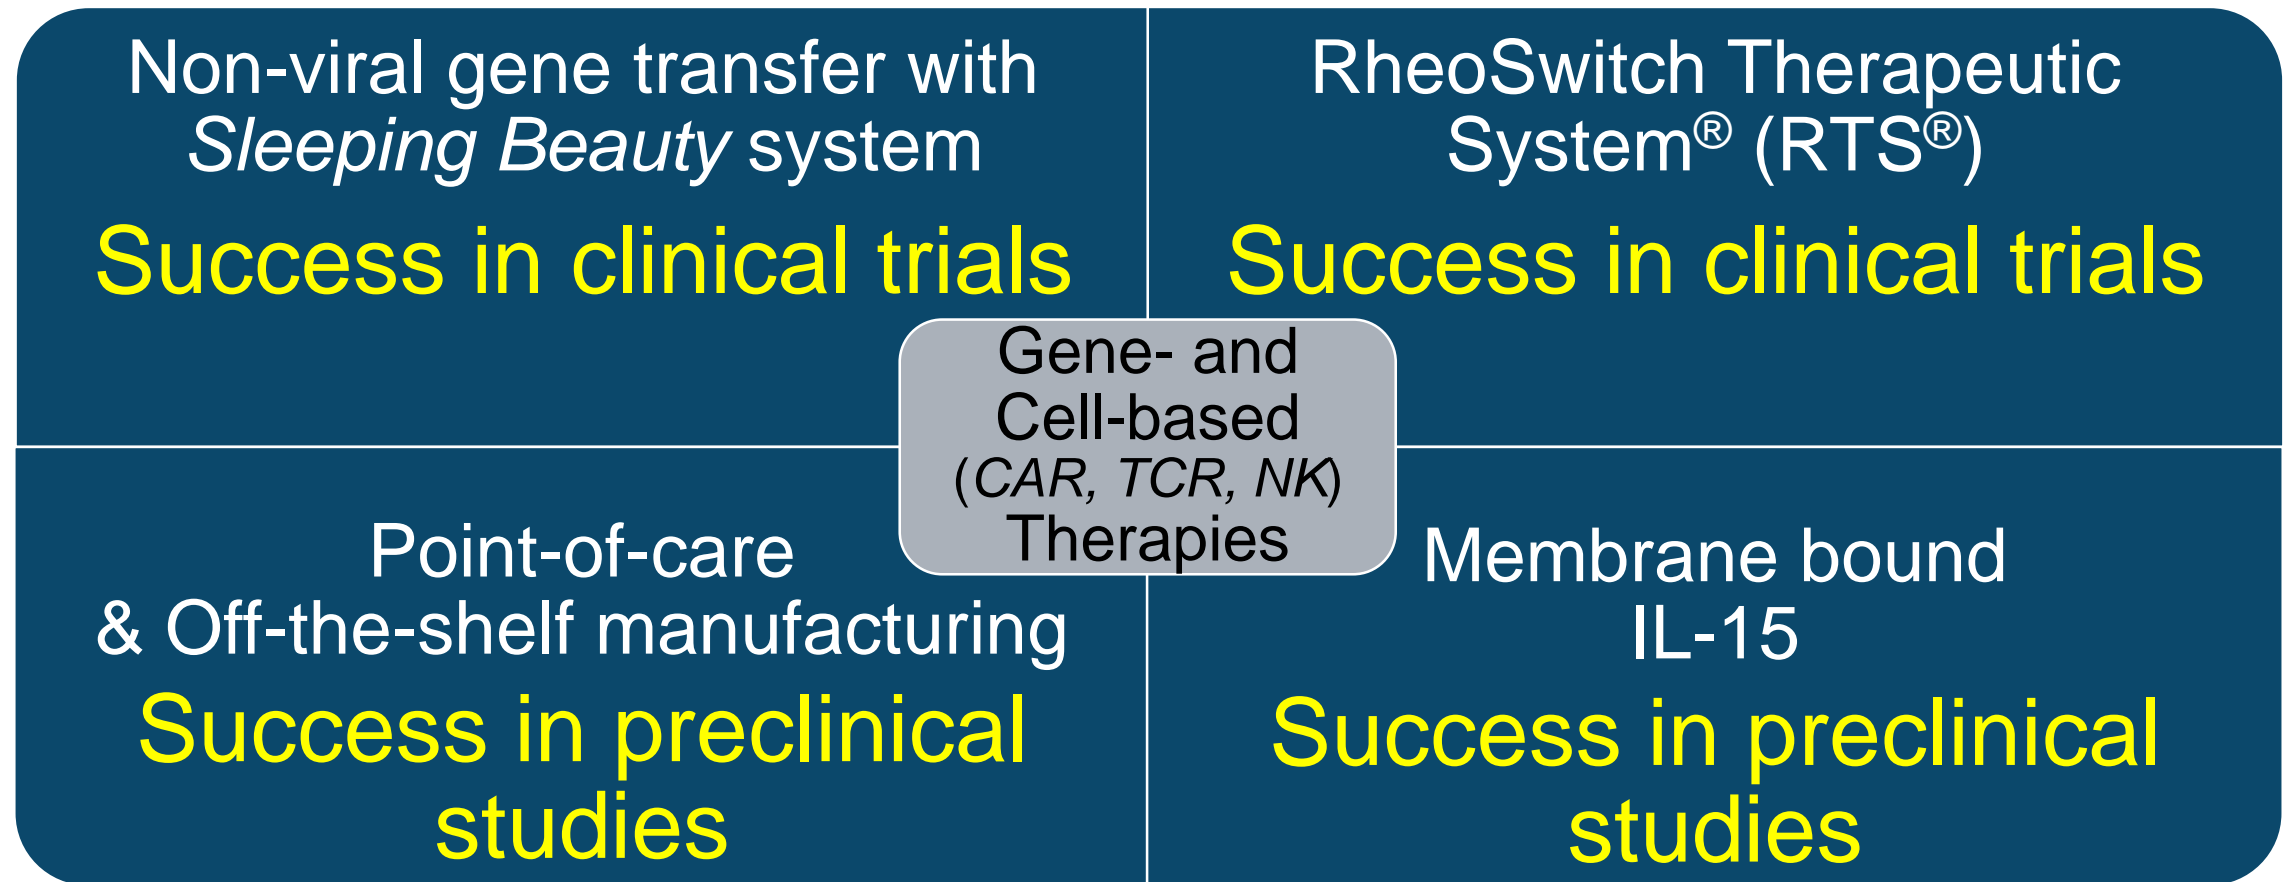 Non-viral gene transfer with
Sleeping Beauty system
Success in clinical trials
RheoSwitch Therapeutic
System® (RTS®)
Success in clinical trials
Gene- and
Cell-based
(CAR, TCR, NK)
Therapies
Point-of-care
& Off-the-shelf manufacturing
Success in preclinical
studies
Membrane bound
IL-15
Success in preclinical
studies